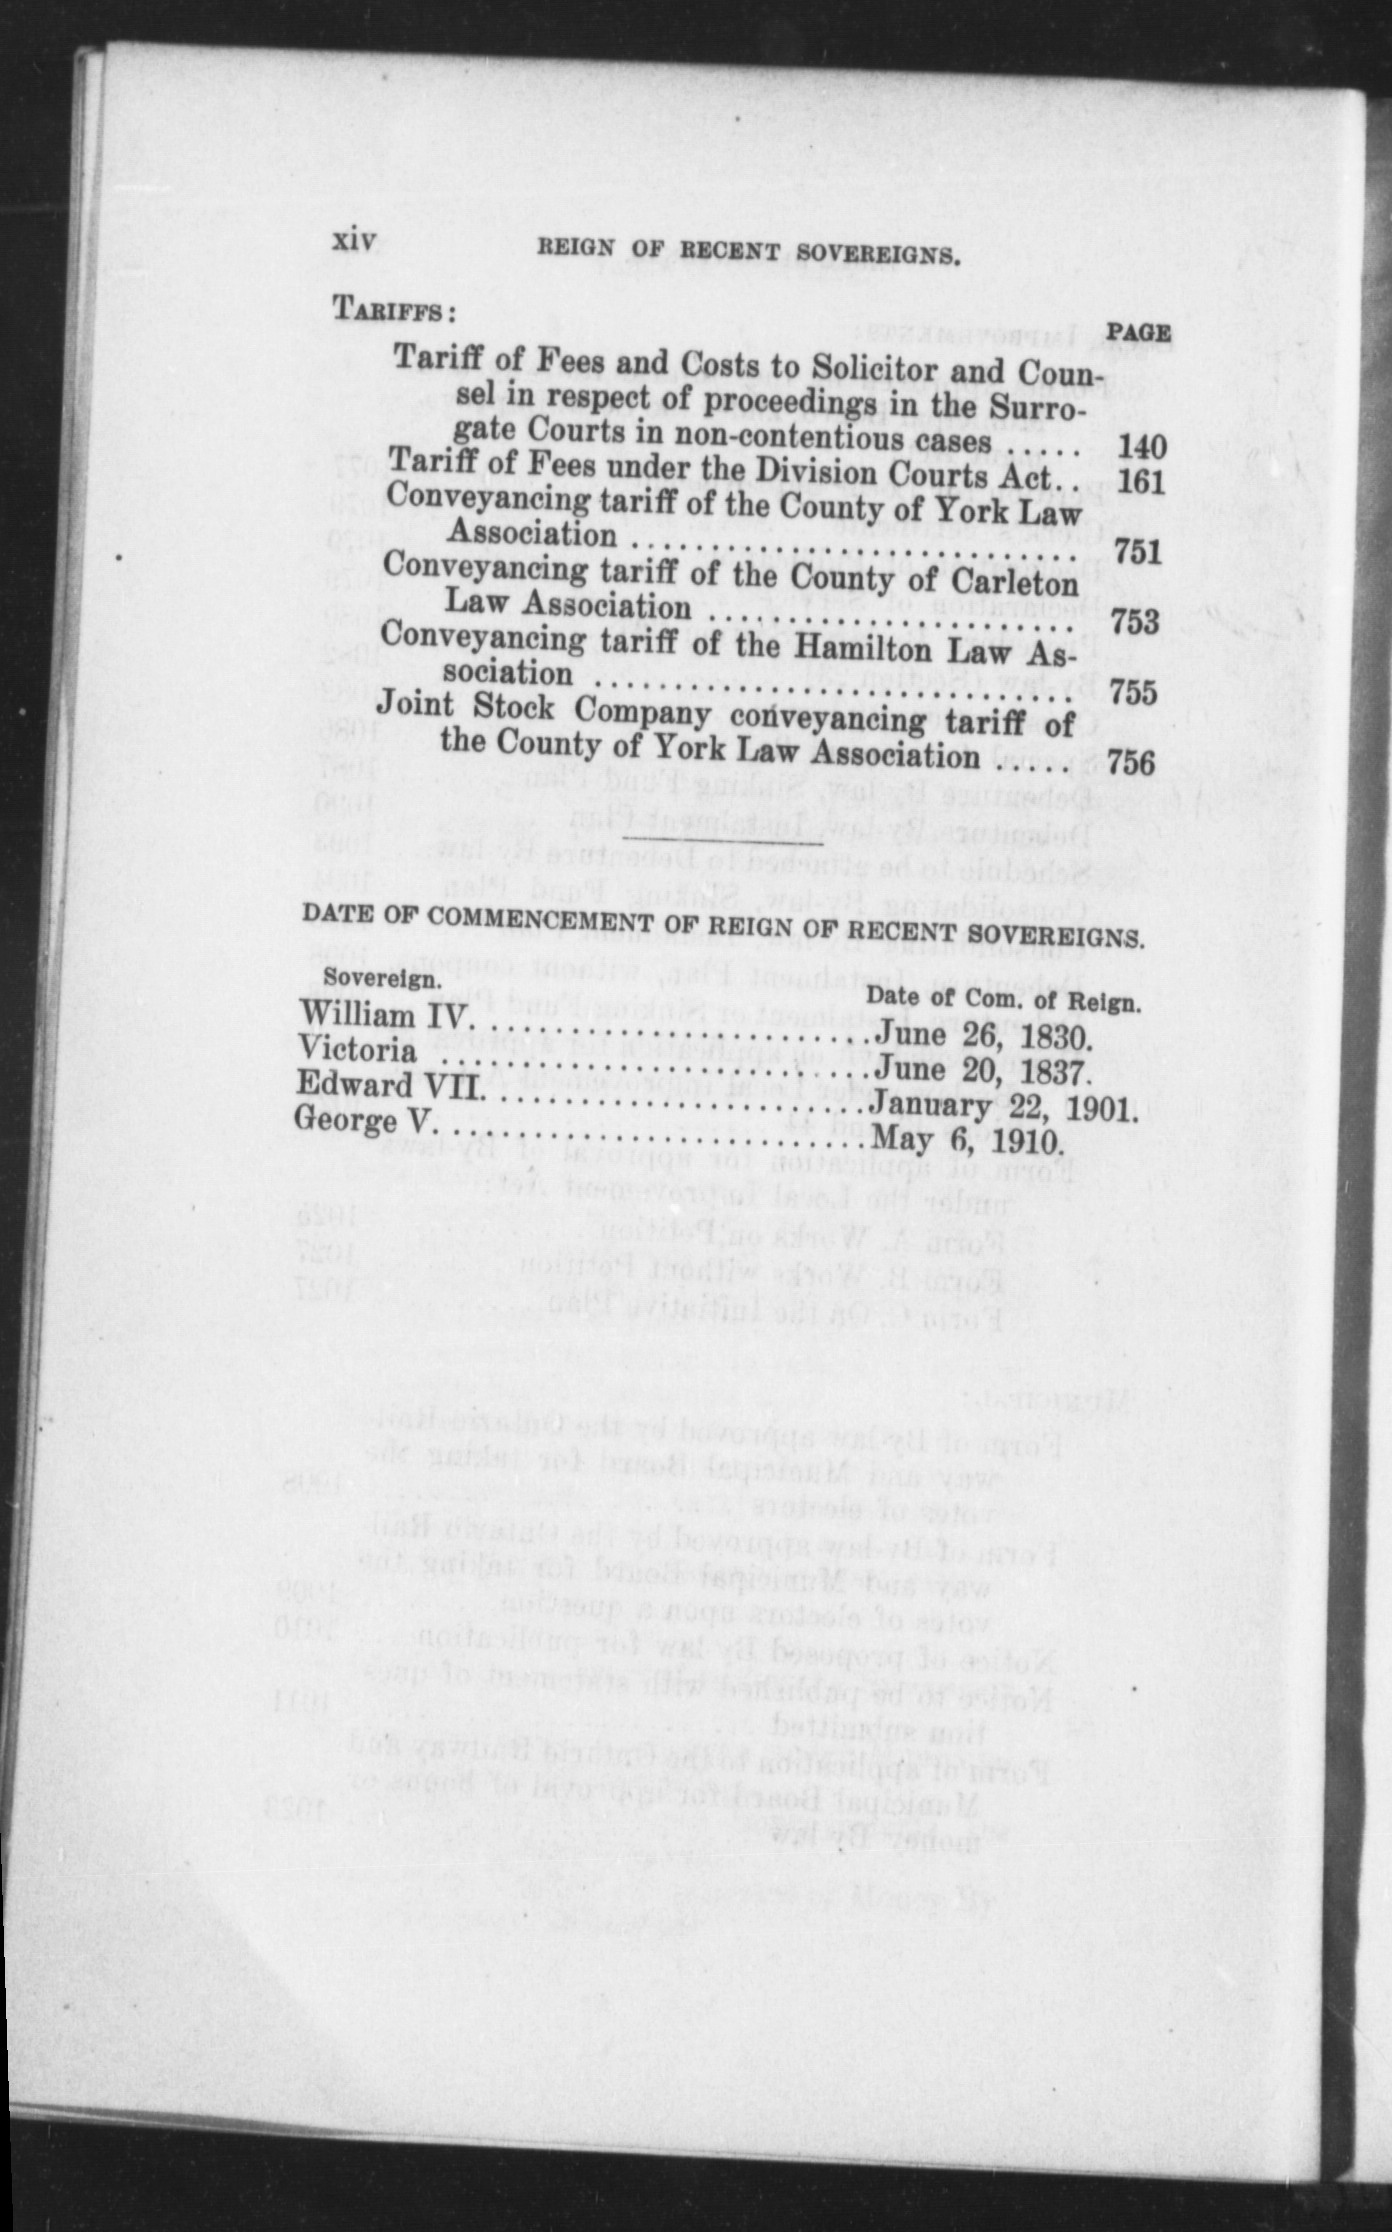 xiv REIGN OF RECENT SOVEREIGNS.
TARIFFS:
PAGE
Tariff of Fees and Costs to Solicitor and Coun-
sel in respect of proceedings in the Surro-
gate Courts in non-contentious cases ..... 140
Tariff of Fees under the Division Courts Act.. 161
Conveyancing tariff of the County of York Law
Association ............................ 751
Conveyancing tariff of the County of Carleton
Law Association ....................... 753
Conveyancing tariff of the Hamilton Law As-
sociation .............................. 755
Joint Stock Company conveyancing tariff of
the County of York Law Association ..... 756
DATE OF COMMENCEMENT OF REIGN OF RECENT SOVEREIGNS.
Sovereign. Date of Com. of Reign.
William IV.........................June 26, 1830.
Victoria ...........................June 20, 1837.
Edward VII.........................January 22, 1901.
George V............................May 6, 1910.